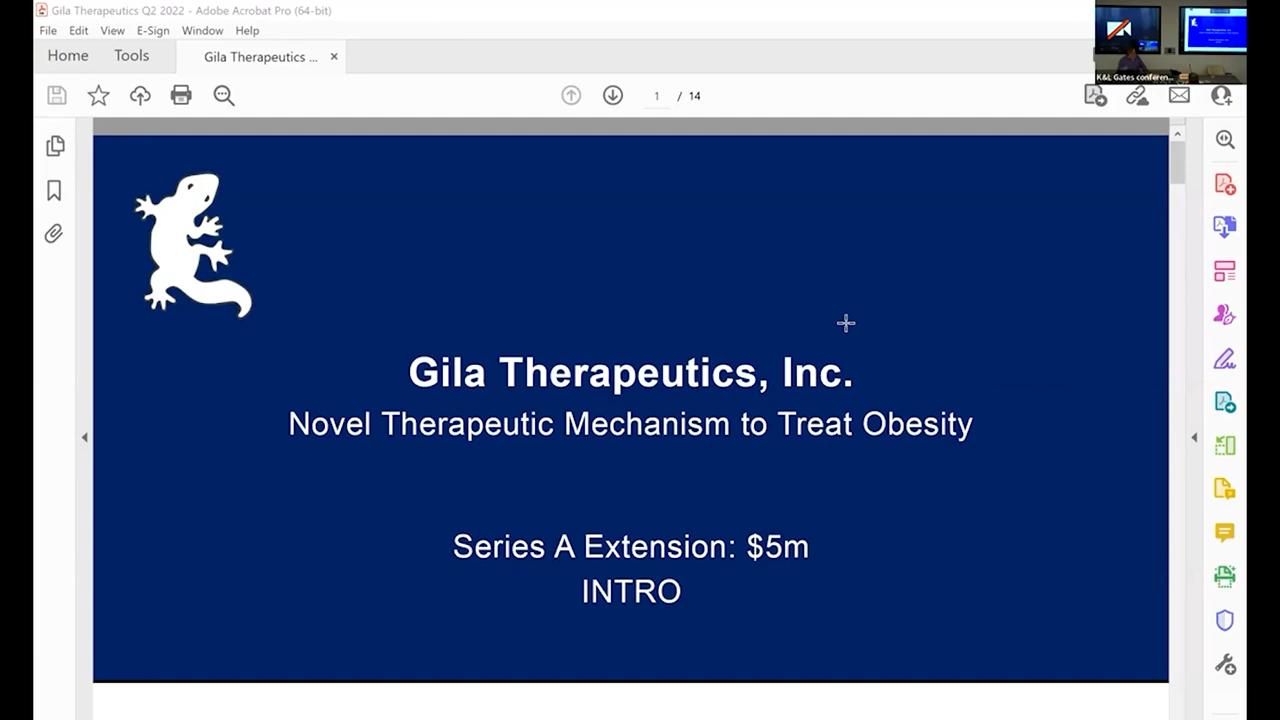 Gila Therapeutics Q2 2022 - Adobe Acrobat Pro (64-bit)
File Edit View E-Sign Window Help
Home Tools Gila Therapeutics ... ×
1 / 14
K&L Gates conferen...
Gila Therapeutics, Inc.
Novel Therapeutic Mechanism to Treat Obesity
Series A Extension: $5m
INTRO